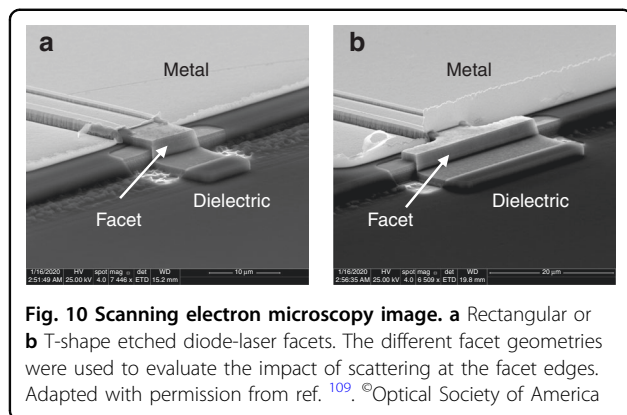 a
Metal
Facet
Dielectric
1/16/2020 HV spot mag det WD
2:51:49 AM 25.00 kV 4.0 7 446 x ETD 15.2 mm
10 µm
b
Metal
Facet
Dielectric
1/16/2020 HV spot mag det WD
2:56:35 AM 25.00 kV 4.0 6 509 x ETD 19.8 mm
20 µm
Fig. 10 Scanning electron microscopy image. a Rectangular or
b T-shape etched diode-laser facets. The different facet geometries
were used to evaluate the impact of scattering at the facet edges.
Adapted with permission from ref. 109. ©Optical Society of America